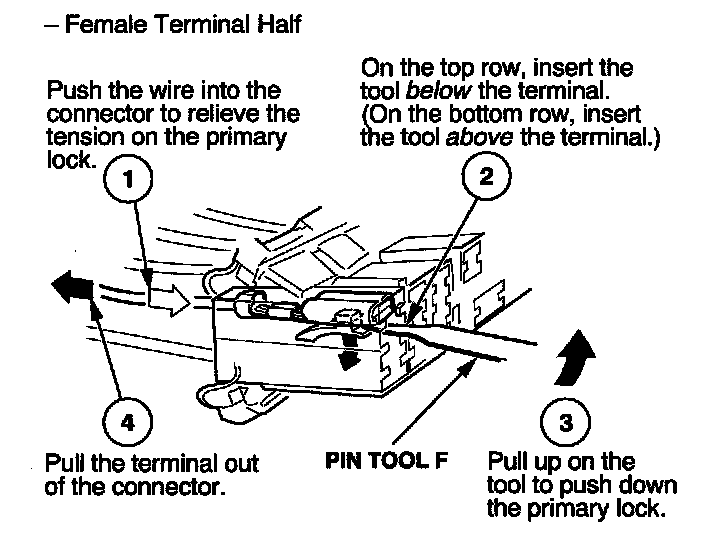 – Female Terminal Half
Push the wire into the
connector to relieve the
tension on the primary
lock.
1
On the top row, insert the
tool below the terminal.
(On the bottom row, insert
the tool above the terminal.)
2
4
Pull the terminal out
of the connector.
PIN TOOL F
3
Pull up on the
tool to push down
the primary lock.